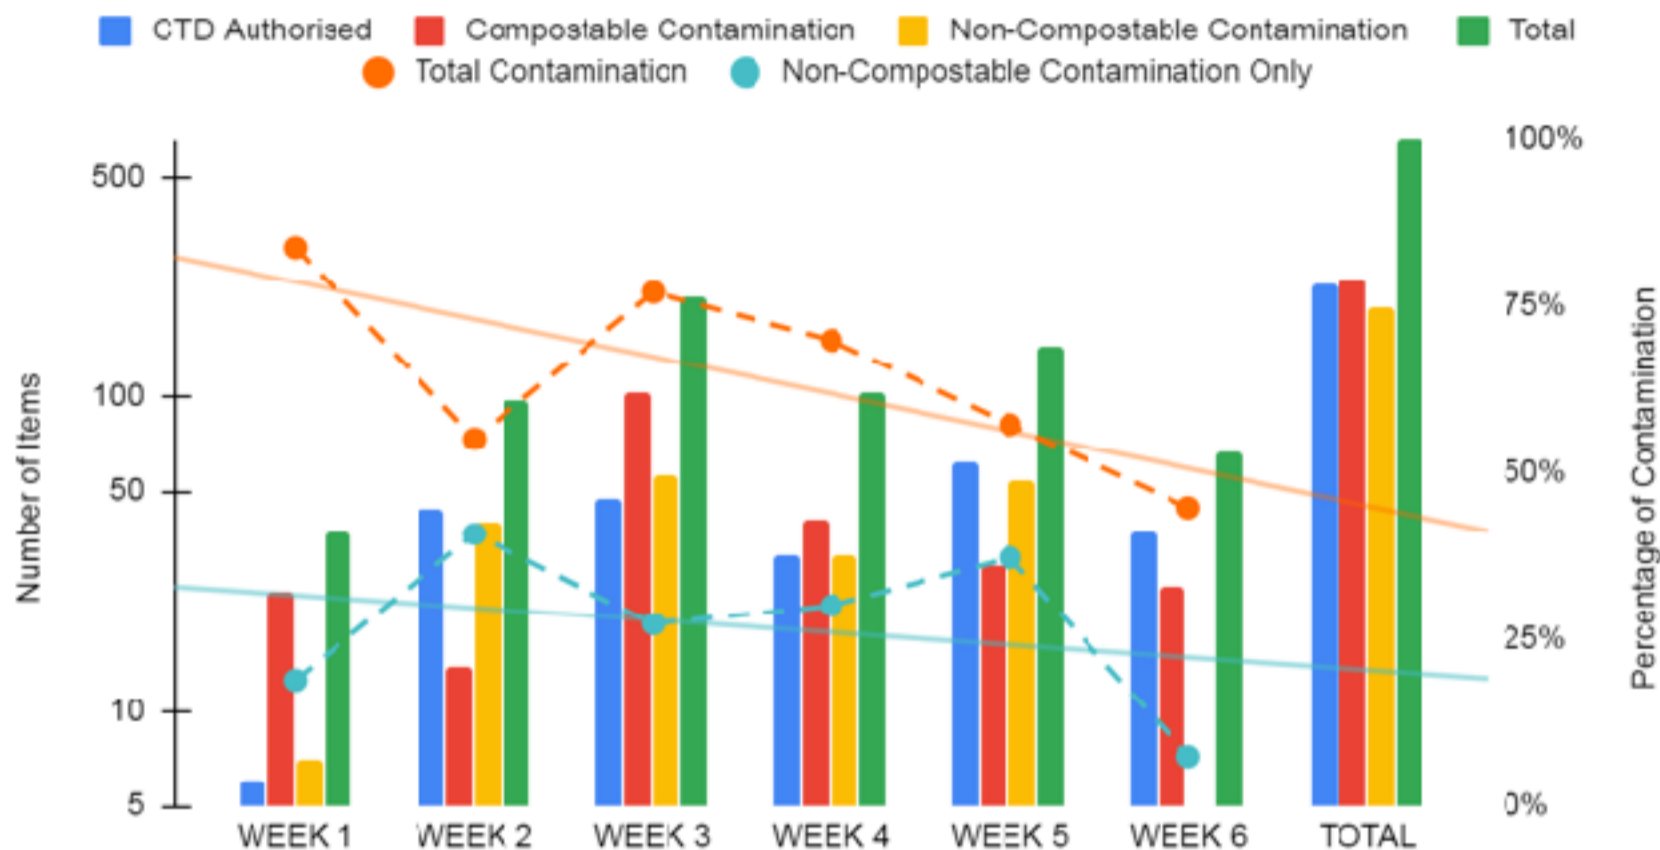 CTD Authorised Compostable Contamination Non-Compostable Contamination Total
Total Contamination Non-Compostable Contamination Only
100%
500
75%
100
50%
50
25%
10
5
0%
Number of Items
Percentage of Contamination
WEEK 1 WEEK 2 WEEK 3 WEEK 4 WEEK 5 WEEK 6 TOTAL